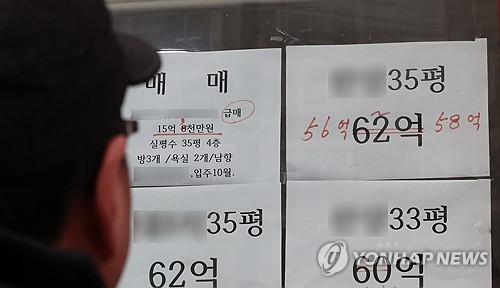 매 매
급매
15억 8천만원
실평수 35평 4층
방3개 /욕실 2개/남향
.입주10월.
35평
56억 62억 58억
35평
62억
33평
60억
YONHAP NEWS